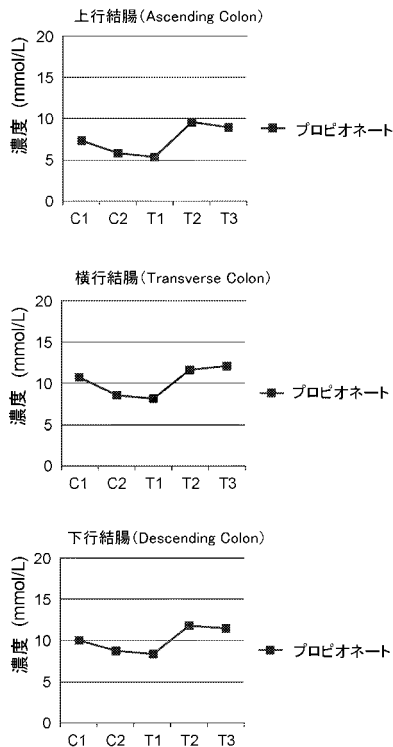 上行結腸(Ascending Colon)
濃度 (mmol/L)
20
15
10
5
0
C1 C2 T1 T2 T3
プロピオネート
横行結腸(Transverse Colon)
濃度 (mmol/L)
20
15
10
5
0
C1 C2 T1 T2 T3
プロピオネート
下行結腸(Descending Colon)
濃度 (mmol/L)
20
15
10
5
0
C1 C2 T1 T2 T3
プロピオネート